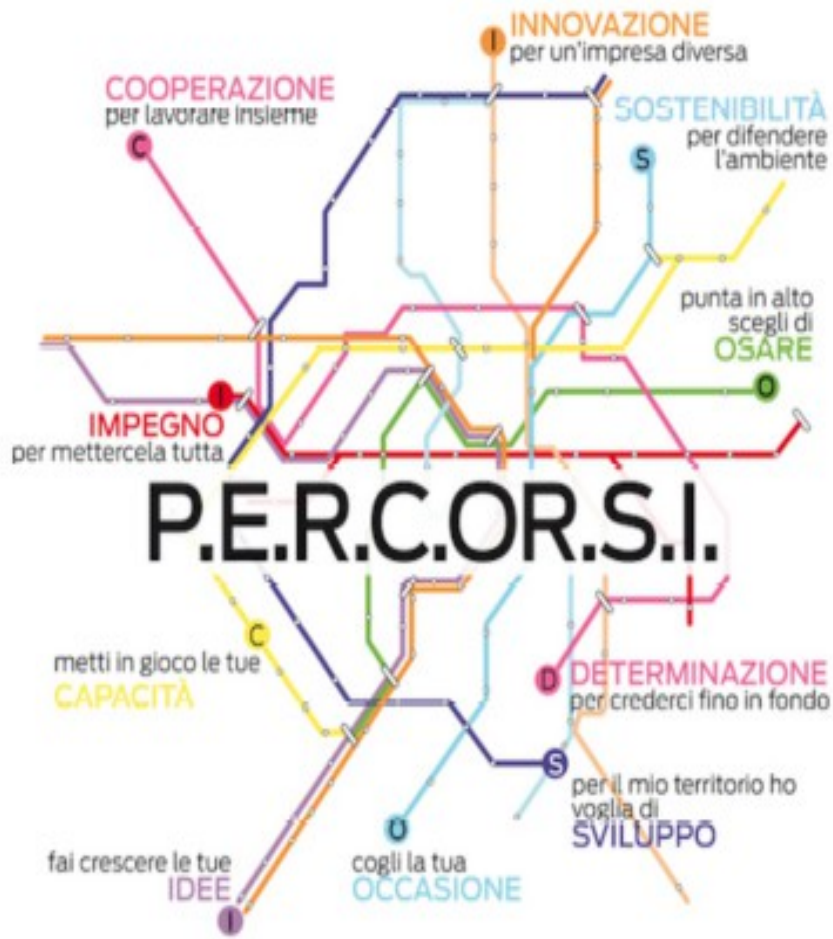 I
INNOVAZIONE
per un'impresa diversa
COOPERAZIONE
per lavorare insieme
C
SOSTENIBILITÀ
per difendere
l'ambiente
S
punta in alto
scegli di
OSARE
O
I
IMPEGNO
per mettercela tutta
P.E.R.C.OR.S.I.
C
metti in gioco le tue
CAPACITÀ
D
DETERMINAZIONE
per crederci fino in fondo
S
per il mio territorio ho
voglia di
SVILUPPO
O
cogli la tua
OCCASIONE
fai crescere le tue
IDEE
I